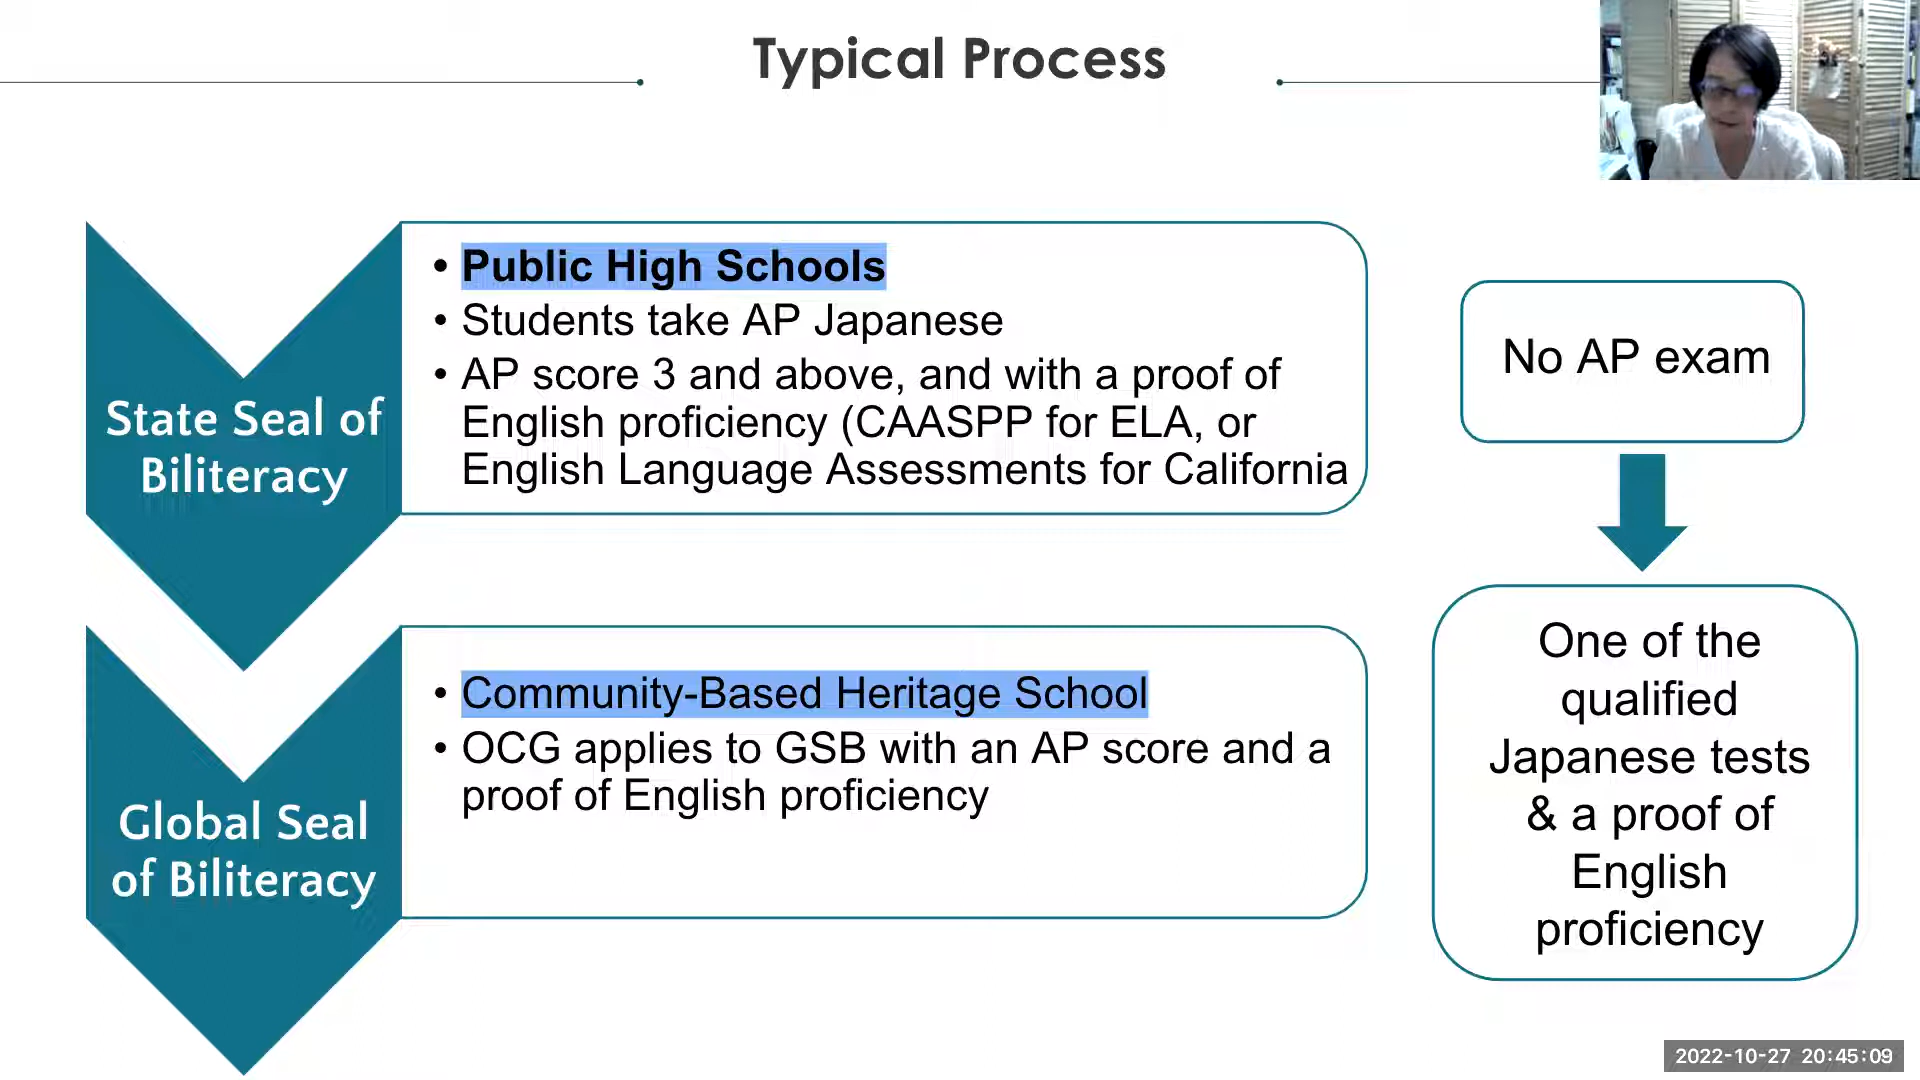 Typical Process
State Seal of
Biliteracy
• Public High Schools
• Students take AP Japanese
• AP score 3 and above, and with a proof of
English proficiency (CAASPP for ELA, or
English Language Assessments for California
No AP exam
Global Seal
of Biliteracy
• Community-Based Heritage School
• OCG applies to GSB with an AP score and a
proof of English proficiency
One of the
qualified
Japanese tests
& a proof of
English
proficiency
2022-10-27 20:45:09